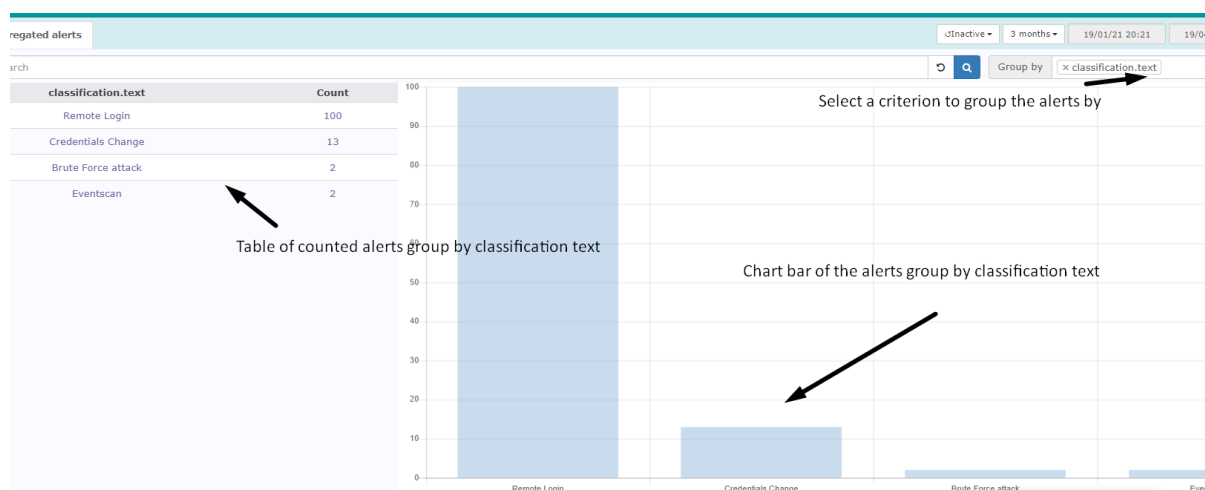 regated alerts
Inactive
3 months
19/01/21 20:21
19/0
arch
Group by
× classification.text
classification.text Count
Remote Login 100
Credentials Change 13
Brute Force attack 2
Eventscan 2
Select a criterion to group the alerts by
Table of counted alerts group by classification text
Chart bar of the alerts group by classification text
100
90
80
70
60
50
40
30
20
10
0
Remote Login
Credentials Change
Brute Force attack
Eve